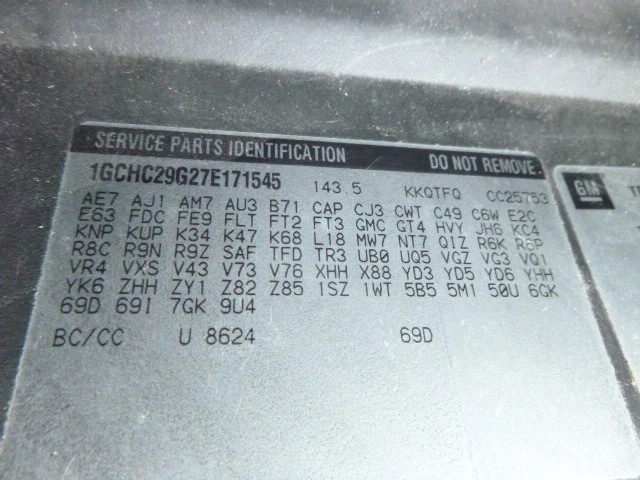 SERVICE PARTS IDENTIFICATION DO NOT REMOVE
1GCHC29G27E171545 143.5 KKQTFQ CC25753
AE7 AJ1 AM7 AU3 B71 CAP CJ3 CWT C49 C6W E2C
E63 FDC FE9 FLT FT2 FT3 GMC GT4 HVY JH6 KC4
KNP KUP K34 K47 K68 L18 MW7 NT7 Q1Z R6K R6P
R8C R9N R9Z SAF TFD TR3 UB0 UQ5 VGZ VG3 VQ1
VR4 VXS V43 V73 V76 XHH X88 YD3 YD5 YD6 YHH
YK6 ZHH ZY1 Z82 Z85 1SZ 1WT 5B5 5M1 50U 6GK
69D 69I 7GK 9U4
BC/CC U 8624 69D
GM